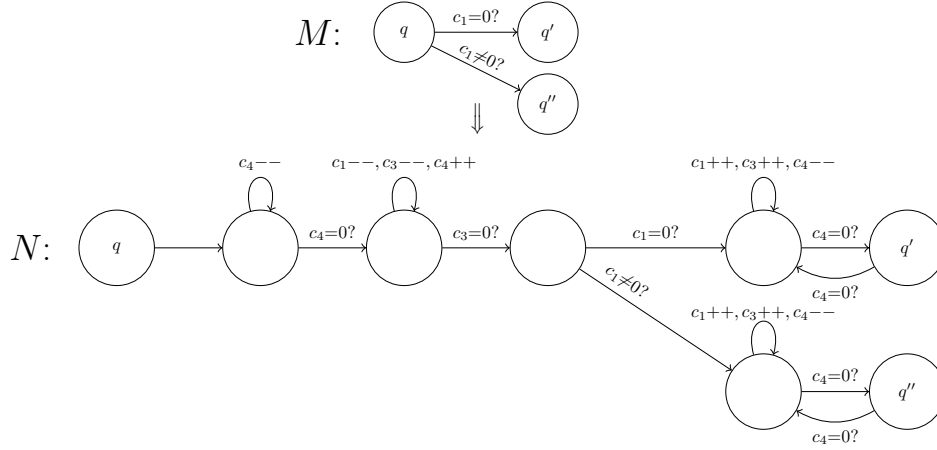 M:
q
c₁=0?
q′
c₁≠0?
q′′
⇓
c₄−−
c₁−−, c₃−−, c₄++
c₁++, c₃++, c₄−−
N:
q
c₄=0?
c₃=0?
c₁=0?
c₄=0?
q′
c₄=0?
c₁≠0?
c₁++, c₃++, c₄−−
c₄=0?
q′′
c₄=0?